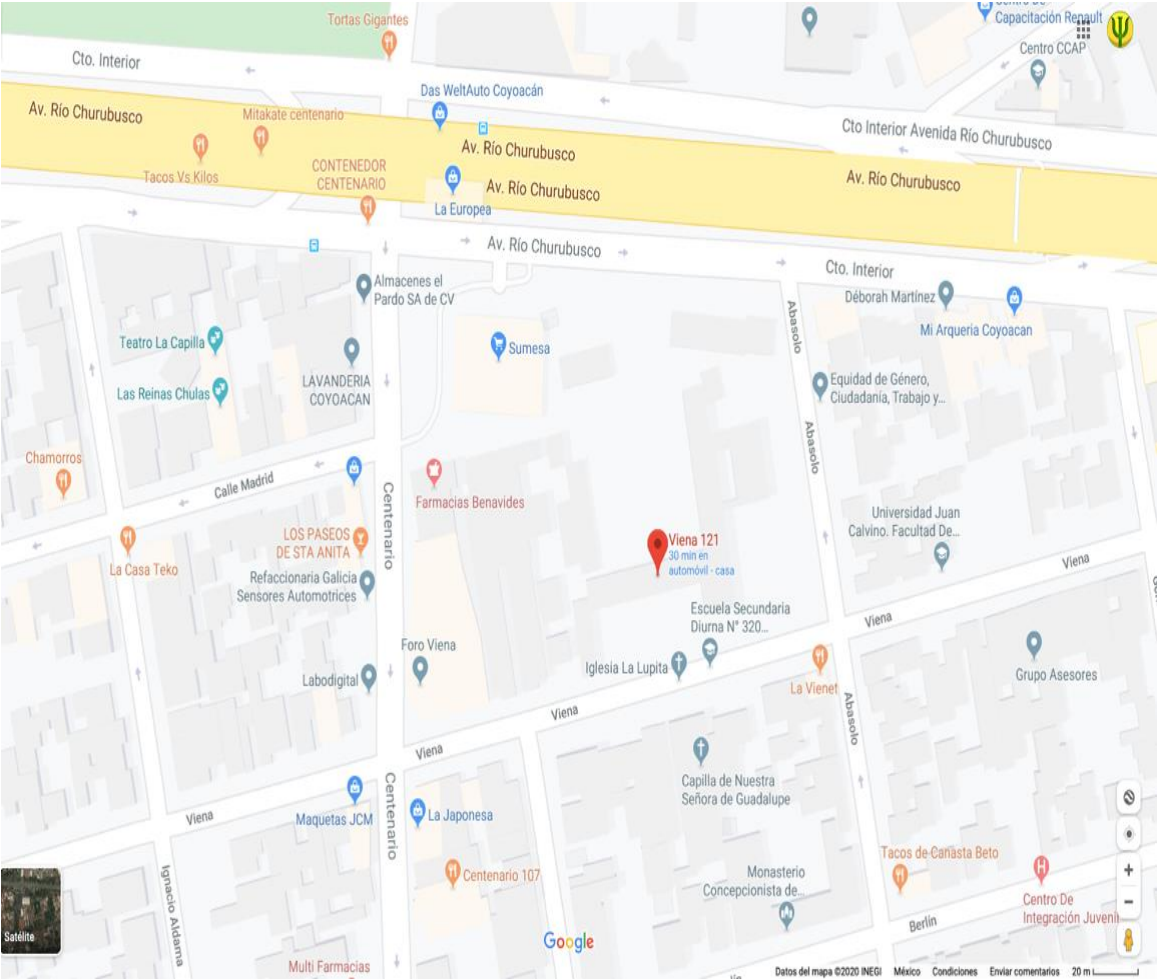 Tortas Gigantes
Capacitación Renault
Centro CCAP
Cto. Interior
Das WeltAuto Coyoacán
Av. Río Churubusco
Mitakate centenario
Cto Interior Avenida Río Churubusco
Av. Río Churubusco
Tacos Vs Kilos
CONTENEDOR
CENTENARIO
Av. Río Churubusco
Av. Río Churubusco
La Europea
Av. Río Churubusco
Cto. Interior
Almacenes el
Pardo SA de CV
Déborah Martínez
Mi Arqueria Coyoacan
Abasolo
Teatro La Capilla
Sumesa
LAVANDERIA
COYOACAN
Las Reinas Chulas
Equidad de Género,
Ciudadanía, Trabajo y...
Abasolo
Chamorros
Calle Madrid
Centenario
Farmacias Benavides
LOS PASEOS
DE STA ANITA
Universidad Juan
Calvino. Facultad De...
Viena 121
30 min en
automóvil - casa
La Casa Teko
Refaccionaria Galicia
Sensores Automotrices
Viena
Escuela Secundaria
Diurna N° 320...
Viena
Foro Viena
Iglesia La Lupita
Labodigital
La Vienet
Grupo Asesores
Viena
Abasolo
Viena
Capilla de Nuestra
Señora de Guadalupe
Centenario
Viena
Maquetas JCM
La Japonesa
Ignacio Aldama
Centenario 107
Monasterio
Concepcionista de...
Tacos de Canasta Beto
Centro De
Integración Juvenil
Berlín
Satélite
Google
Multi Farmacias
Datos del mapa ©2020 INEGI México Condiciones Enviar comentarios 20 m